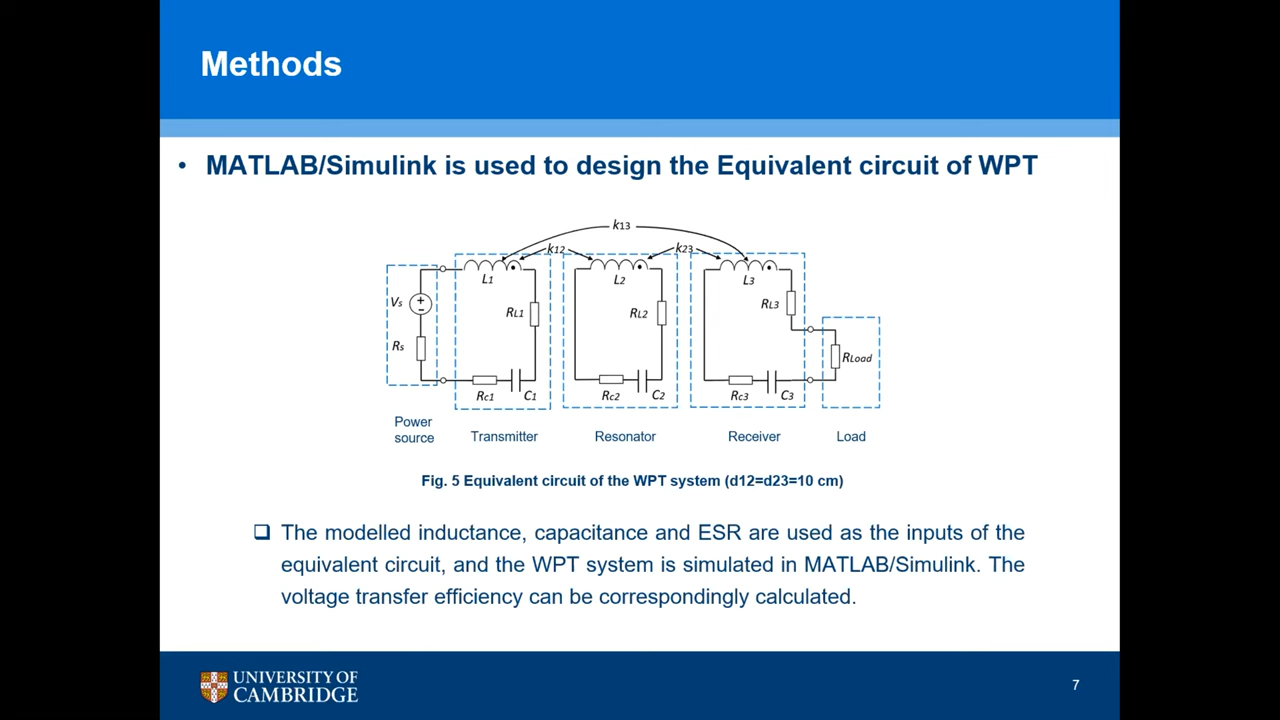 Methods
• MATLAB/Simulink is used to design the Equivalent circuit of WPT
k13
k12
k23
L1
L2
L3
Vs
RL1
RL2
RL3
Rs
RLoad
Rc1
C1
Rc2
C2
Rc3
C3
Power
source
Transmitter
Resonator
Receiver
Load
Fig. 5 Equivalent circuit of the WPT system (d12=d23=10 cm)
❑ The modelled inductance, capacitance and ESR are used as the inputs of the
equivalent circuit, and the WPT system is simulated in MATLAB/Simulink. The
voltage transfer efficiency can be correspondingly calculated.
UNIVERSITY OF
CAMBRIDGE
7